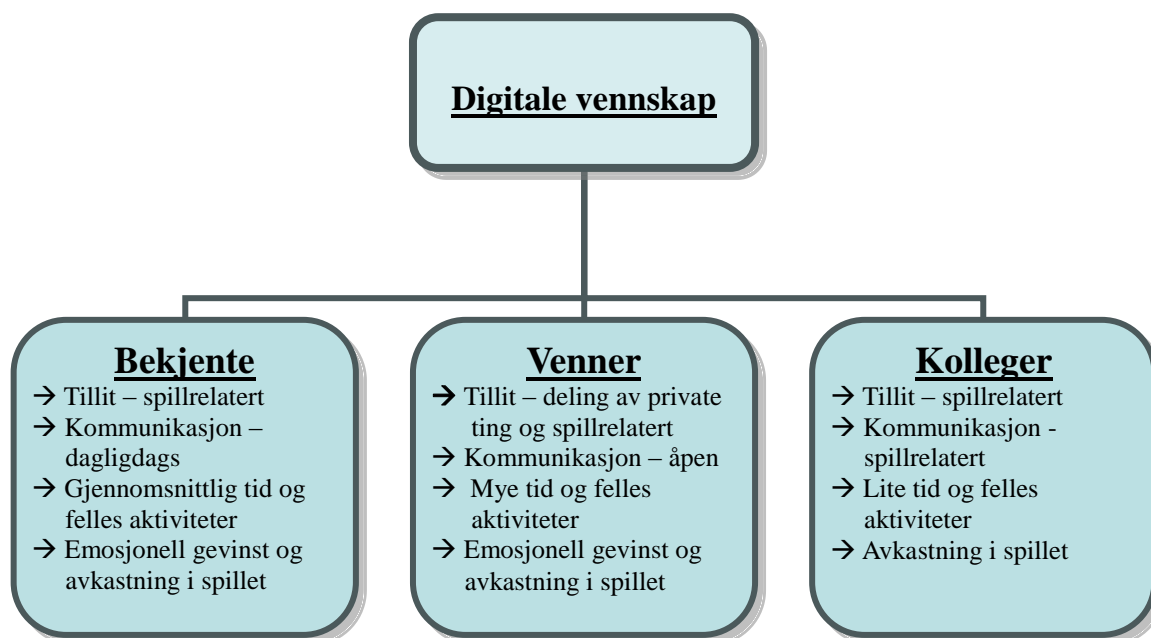 Digitale vennskap
Bekjente
→ Tillit – spillrelatert
→ Kommunikasjon –
dagligdags
→ Gjennomsnittlig tid og
felles aktiviteter
→ Emosjonell gevinst og
avkastning i spillet
Venner
→ Tillit – deling av private
ting og spillrelatert
→ Kommunikasjon – åpen
→ Mye tid og felles
aktiviteter
→ Emosjonell gevinst og
avkastning i spillet
Kolleger
→ Tillit – spillrelatert
→ Kommunikasjon -
spillrelatert
→ Lite tid og felles
aktiviteter
→ Avkastning i spillet